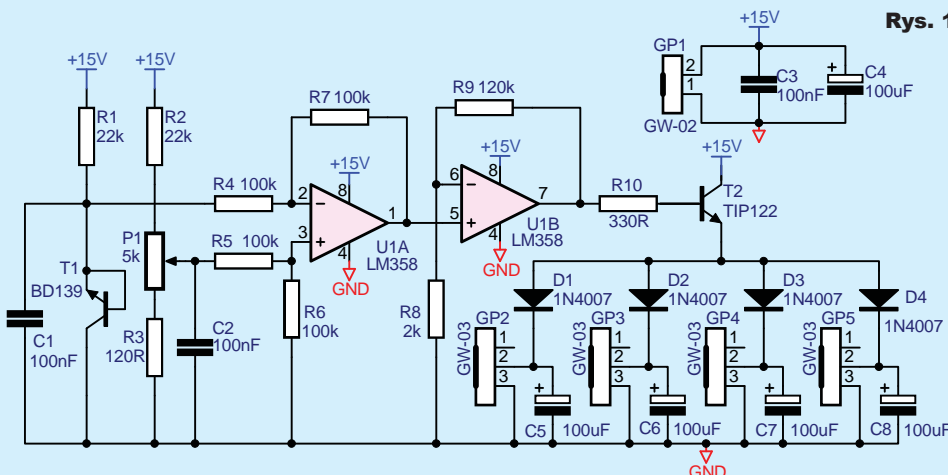 Rys. 1
+15V
GP1
2
1
GW-02
C3
100nF
+
C4
100uF
+15V
+15V
R1
22k
R2
22k
R7 100k
R9 120k
+15V
+15V
+15V
R4 100k
2
8
1
3
4
U1A
LM358
GND
6
8
7
5
4
U1B
LM358
GND
R10
330R
T2
TIP122
P1
5k
R5 100k
T1
BD139
R6
100k
R8
2k
C1
100nF
R3
120R
C2
100nF
D1
1N4007
D2
1N4007
D3
1N4007
D4
1N4007
GP2
GW-03
1
2
3
GP3
GW-03
1
2
3
GP4
GW-03
1
2
3
GP5
GW-03
1
2
3
+
C5
100uF
+
C6
100uF
+
C7
100uF
+
C8
100uF
GND